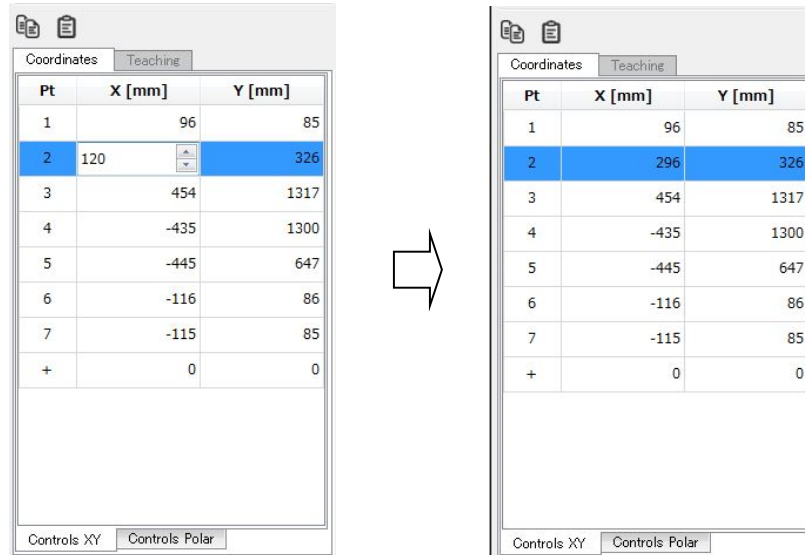 Coordinates Teaching
Pt X [mm] Y [mm]
1 96 85
2 120 326
3 454 1317
4 -435 1300
5 -445 647
6 -116 86
7 -115 85
+ 0 0
Controls XY Controls Polar
Coordinates Teaching
Pt X [mm] Y [mm]
1 96 85
2 296 326
3 454 1317
4 -435 1300
5 -445 647
6 -116 86
7 -115 85
+ 0 0
Controls XY Controls Polar